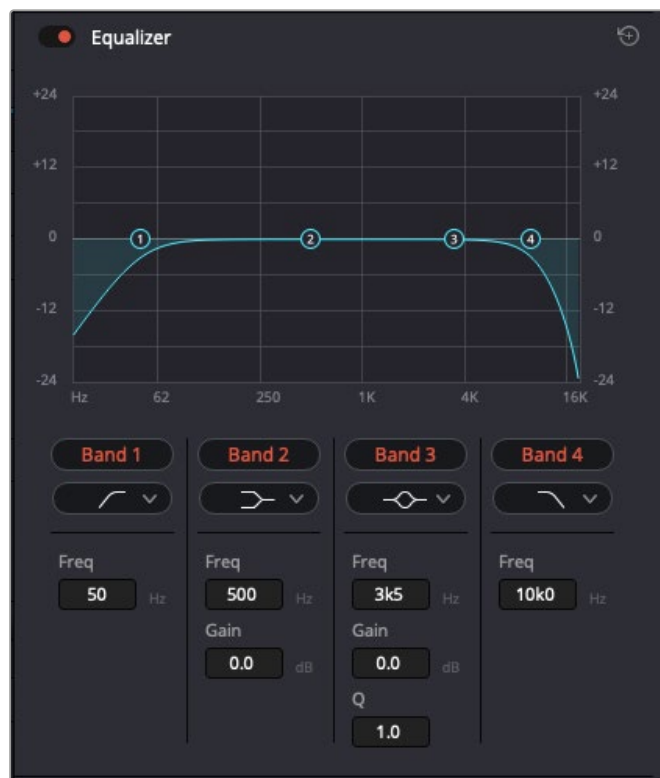 Equalizer
+24 +24
+12 +12
0 1 2 3 4 0
-12 -12
-24 -24
Hz 62 250 1K 4K 16K
Band 1 Band 2 Band 3 Band 4
Freq Freq Freq Freq
50 Hz 500 Hz 3k5 Hz 10k0 Hz
Gain Gain
0.0 dB 0.0 dB
Q
1.0